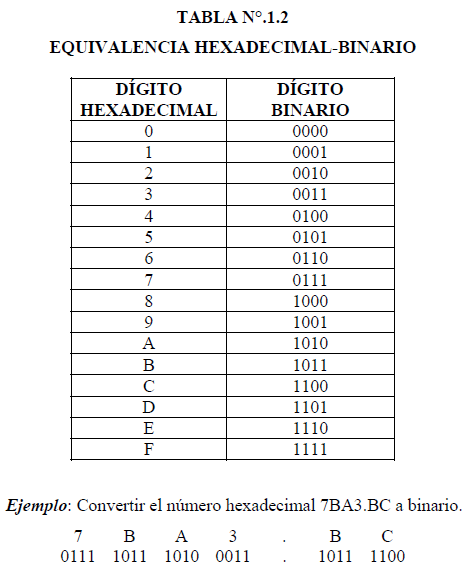 TABLA N°.1.2
EQUIVALENCIA HEXADECIMAL-BINARIO
DÍGITO HEXADECIMAL DÍGITO BINARIO
0 0000
1 0001
2 0010
3 0011
4 0100
5 0101
6 0110
7 0111
8 1000
9 1001
A 1010
B 1011
C 1100
D 1101
E 1110
F 1111
Ejemplo: Convertir el número hexadecimal 7BA3.BC a binario.
7 B A 3 . B C
0111 1011 1010 0011 . 1011 1100